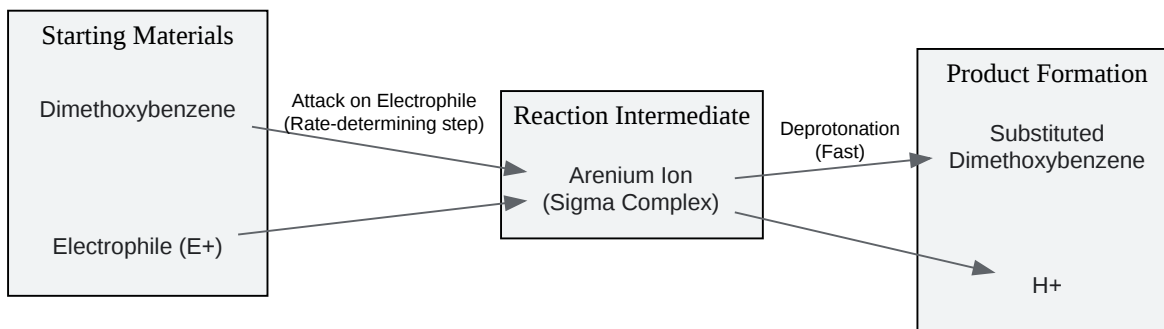 Starting Materials
Dimethoxybenzene
Electrophile (E+)
Attack on Electrophile
(Rate-determining step)
Reaction Intermediate
Arenium Ion
(Sigma Complex)
Deprotonation
(Fast)
Product Formation
Substituted
Dimethoxybenzene
H+